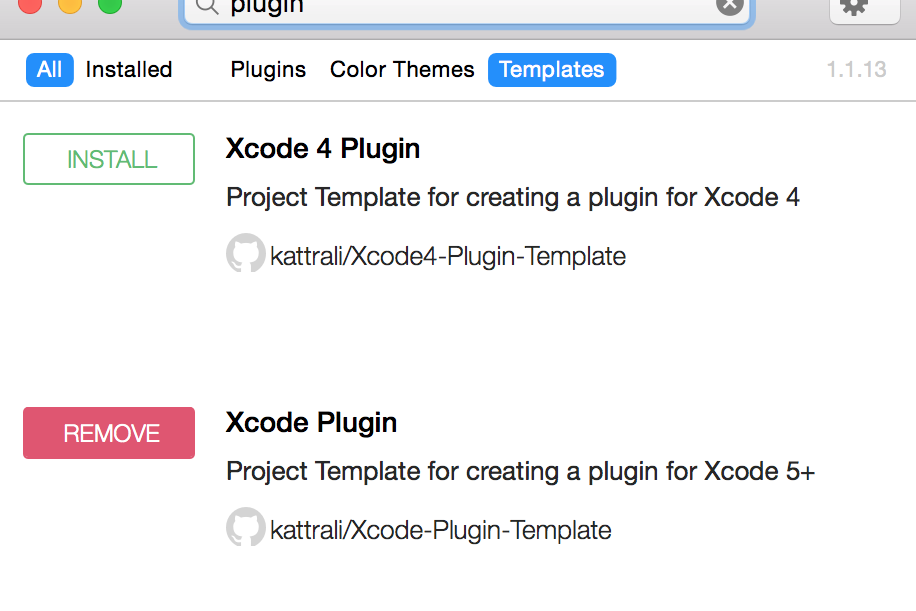 plugin
All Installed Plugins Color Themes Templates 1.1.13
INSTALL
Xcode 4 Plugin
Project Template for creating a plugin for Xcode 4
kattrali/Xcode4-Plugin-Template
REMOVE
Xcode Plugin
Project Template for creating a plugin for Xcode 5+
kattrali/Xcode-Plugin-Template